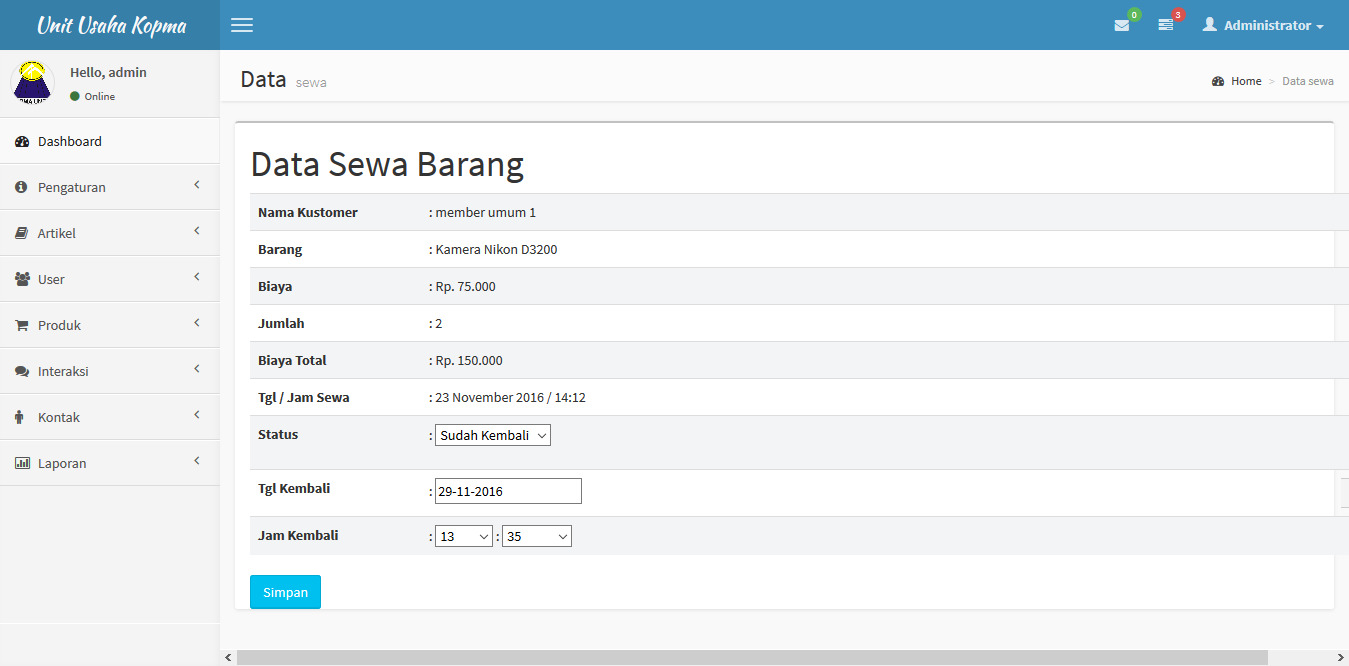 Unit Usaha Kopma
0
3
Administrator
Hello, admin
Online
Data sewa
Home > Data sewa
Dashboard
Pengaturan
Artikel
User
Produk
Interaksi
Kontak
Laporan
Data Sewa Barang
Nama Kustomer : member umum 1
Barang : Kamera Nikon D3200
Biaya : Rp. 75.000
Jumlah : 2
Biaya Total : Rp. 150.000
Tgl / Jam Sewa : 23 November 2016 / 14:12
Status : Sudah Kembali
Tgl Kembali : 29-11-2016
Jam Kembali : 13 : 35
Simpan